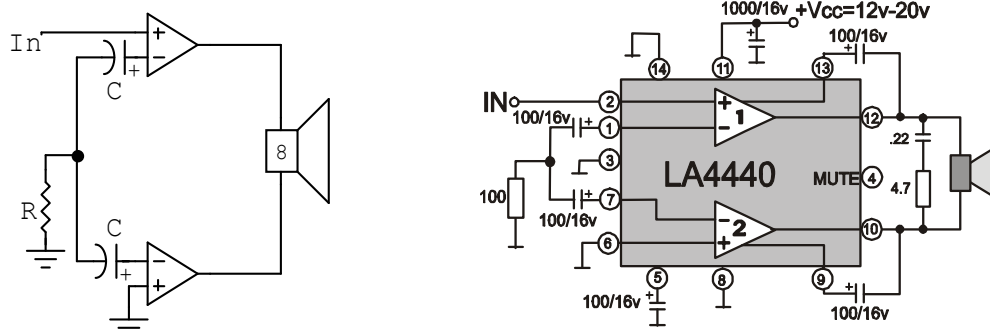 In
+
−
+
C
8
R
C
+
−
+
1000/16v
+Vcc=12v-20v
+
100/16v
+
14
11
13
IN
2
+
1
−
12
100/16v
+
1
.22
3
LA4440
MUTE
4
100
4.7
+
7
100/16v
−
2
+
10
6
5
8
9
100/16v
+
+
100/16v